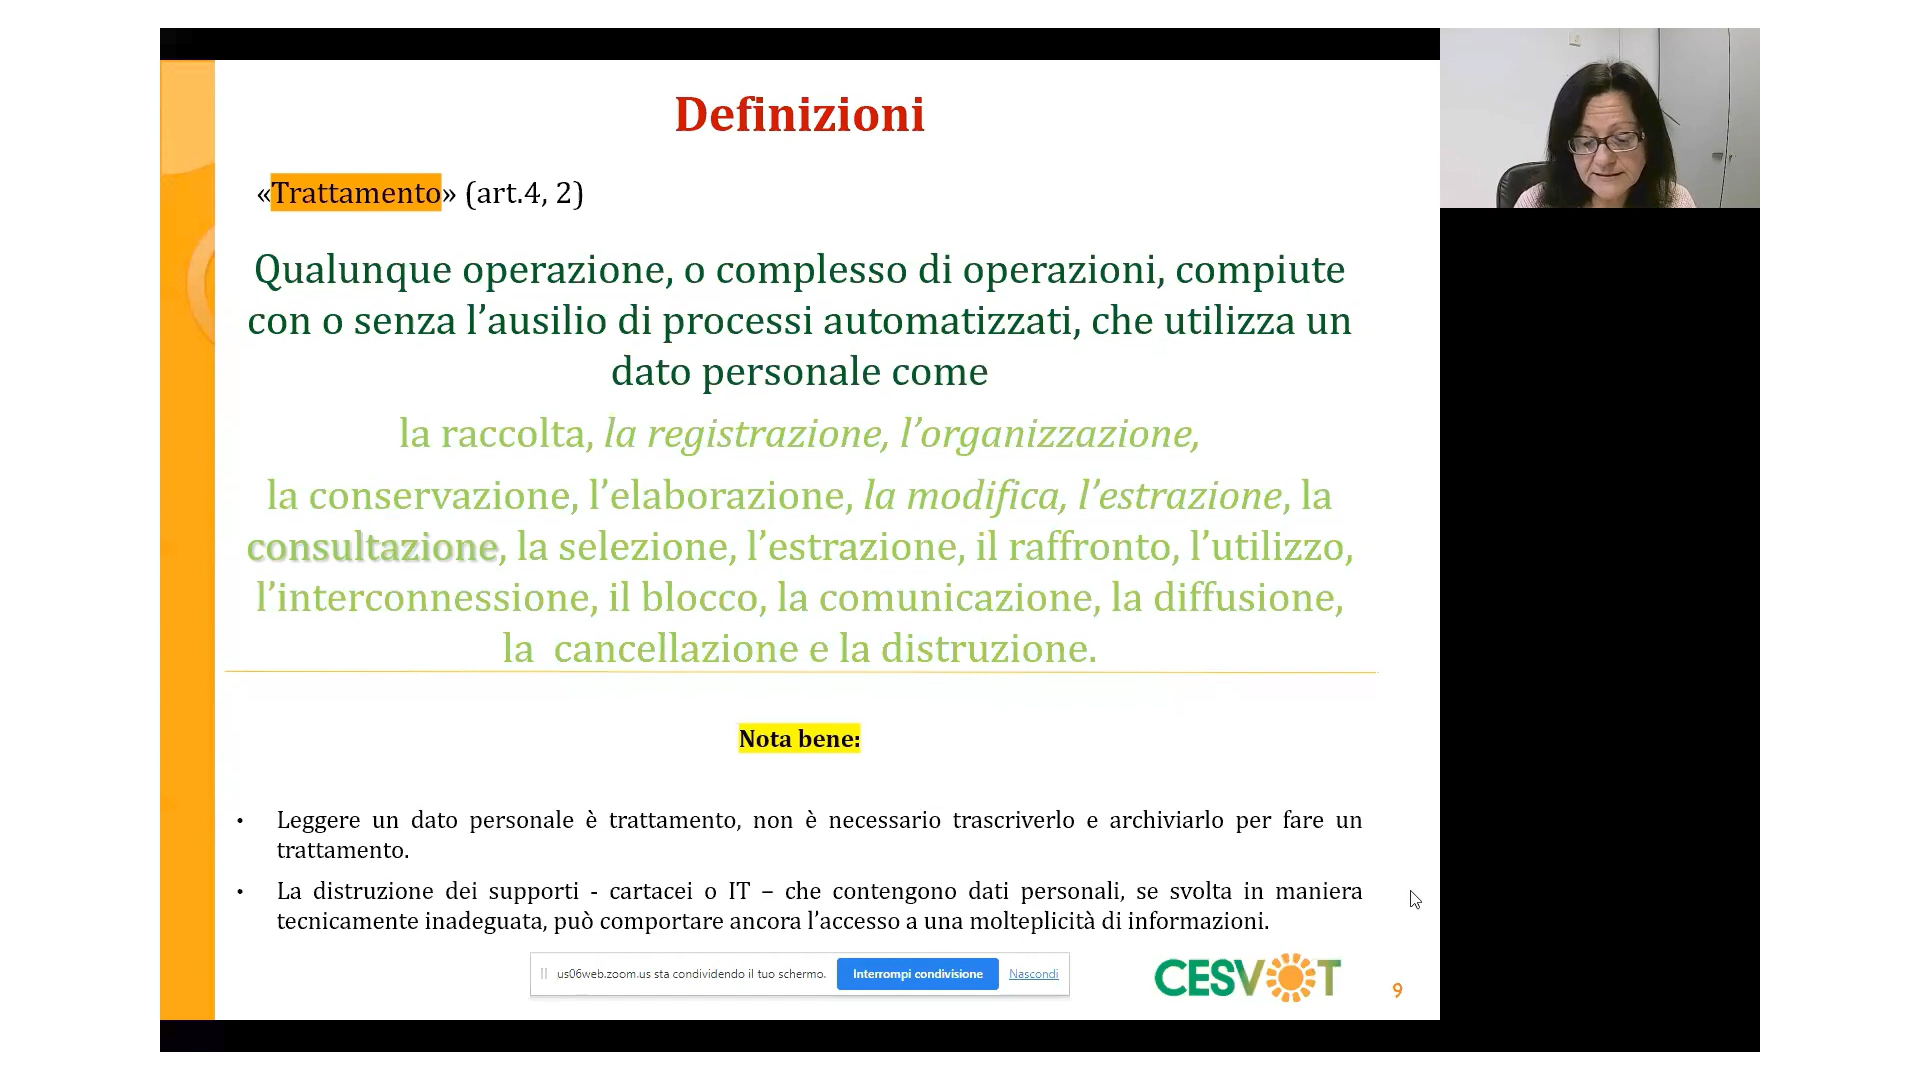 Definizioni
«Trattamento» (art.4, 2)
Qualunque operazione, o complesso di operazioni, compiute
con o senza l’ausilio di processi automatizzati, che utilizza un
dato personale come
la raccolta, la registrazione, l’organizzazione,
la conservazione, l’elaborazione, la modifica, l’estrazione, la
consultazione, la selezione, l’estrazione, il raffronto, l’utilizzo,
l’interconnessione, il blocco, la comunicazione, la diffusione,
la cancellazione e la distruzione.
Nota bene:
• Leggere un dato personale è trattamento, non è necessario trascriverlo e archiviarlo per fare un
trattamento.
• La distruzione dei supporti - cartacei o IT – che contengono dati personali, se svolta in maniera
tecnicamente inadeguata, può comportare ancora l’accesso a una molteplicità di informazioni.
us06web.zoom.us sta condividendo il tuo schermo. Interrompi condivisione Nascondi
CESVOT
9